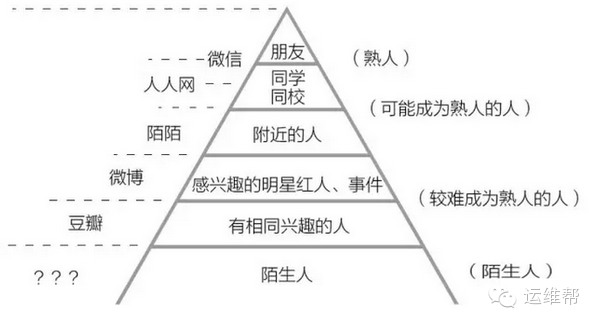 朋友
微信
(熟人)
人人网
同学
同校
(可能成为熟人的人)
陌陌
附近的人
微博
感兴趣的明星红人、事件
(较难成为熟人的人)
豆瓣
有相同兴趣的人
???
陌生人
(陌生人)
运维帮